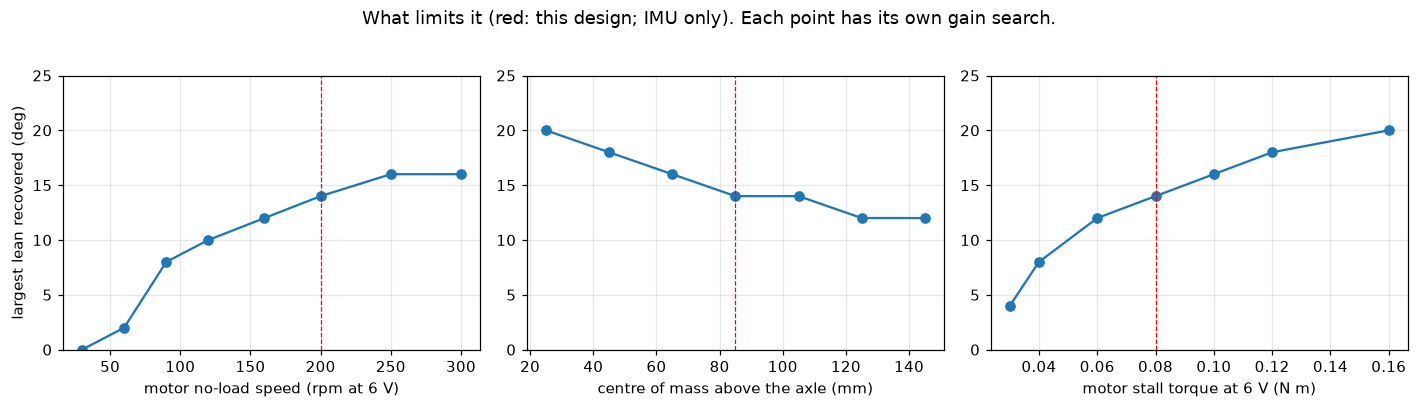 What limits it (red: this design; IMU only). Each point has its own gain search.
largest lean recovered (deg)
25
20
15
10
5
0
50 100 150 200 250 300
motor no-load speed (rpm at 6 V)
25
20
15
10
5
0
20 40 60 80 100 120 140
centre of mass above the axle (mm)
25
20
15
10
5
0
0.04 0.06 0.08 0.10 0.12 0.14 0.16
motor stall torque at 6 V (N m)